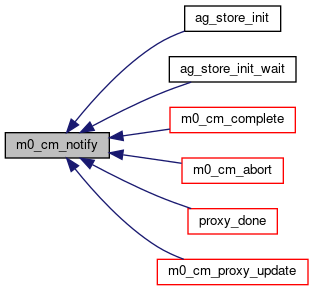 ag_store_init
ag_store_init_wait
m0_cm_complete
m0_cm_notify
m0_cm_abort
proxy_done
m0_cm_proxy_update